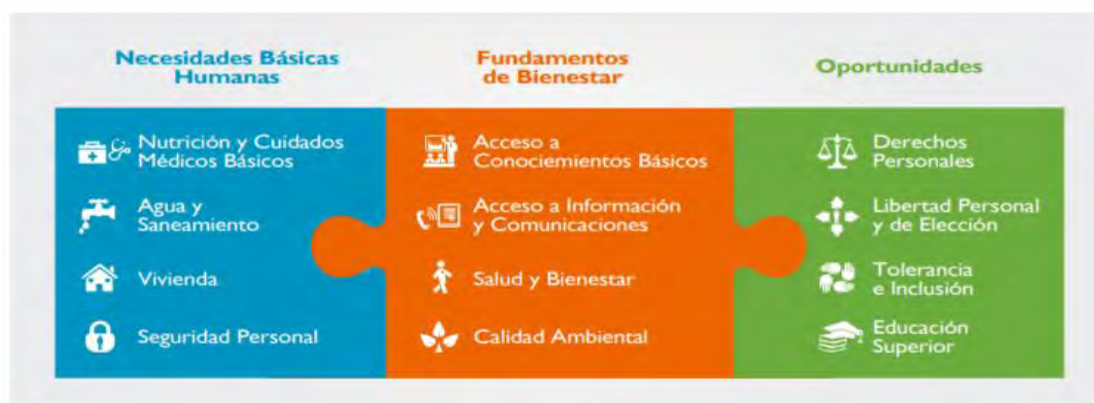 Necesidades Básicas
Humanas
Nutrición y Cuidados
Médicos Básicos
Agua y
Saneamiento
Vivienda
Seguridad Personal
Fundamentos
de Bienestar
Acceso a
Conociemientos Básicos
Acceso a Información
y Comunicaciones
Salud y Bienestar
Calidad Ambiental
Oportunidades
Derechos
Personales
Libertad Personal
y de Elección
Tolerancia
e Inclusión
Educación
Superior